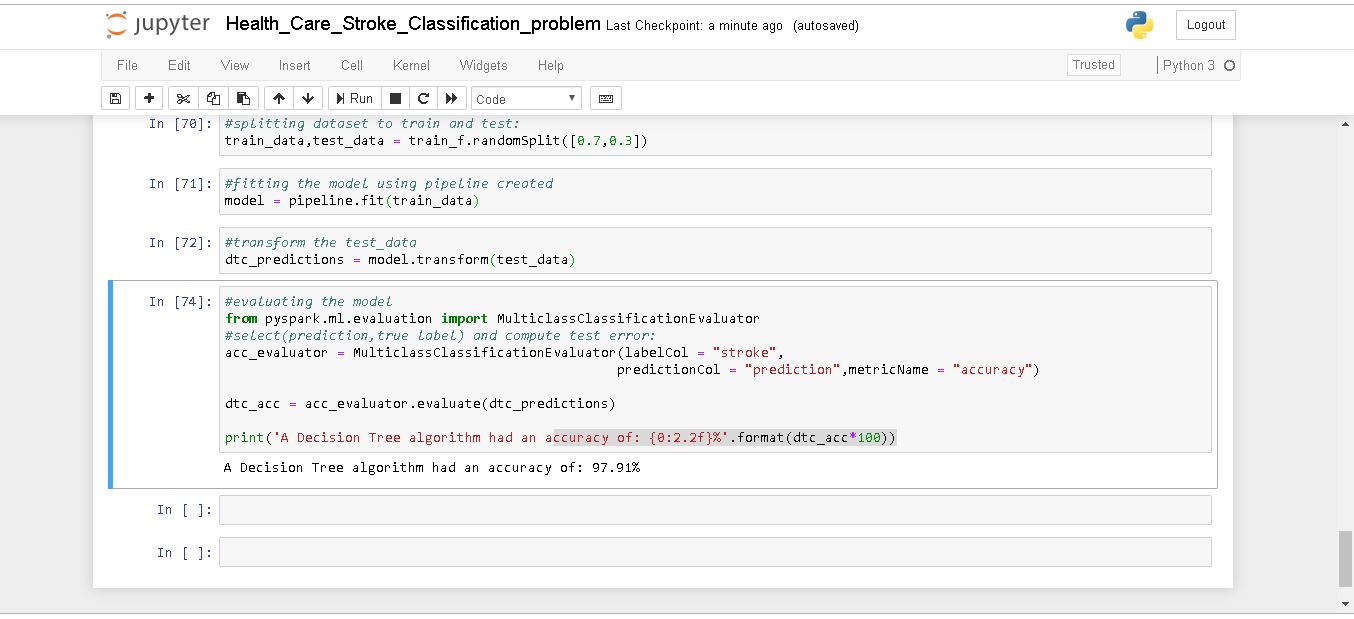 jupyter Health_Care_Stroke_Classification_problem Last Checkpoint: a minute ago (autosaved)
Logout
File Edit View Insert Cell Kernel Widgets Help
Trusted
Python 3
Run
Code
In [70]: #splitting dataset to train and test:
train_data,test_data = train_f.randomSplit([0.7,0.3])
In [71]: #fitting the model using pipeline created
model = pipeline.fit(train_data)
In [72]: #transform the test_data
dtc_predictions = model.transform(test_data)
In [74]: #evaluating the model
from pyspark.ml.evaluation import MulticlassClassificationEvaluator
#select(prediction,true label) and compute test error:
acc_evaluator = MulticlassClassificationEvaluator(labelCol = "stroke",
predictionCol = "prediction",metricName = "accuracy")
dtc_acc = acc_evaluator.evaluate(dtc_predictions)
print('A Decision Tree algorithm had an accuracy of: {0:2.2f}%'.format(dtc_acc*100))
A Decision Tree algorithm had an accuracy of: 97.91%
In [ ]:
In [ ]: